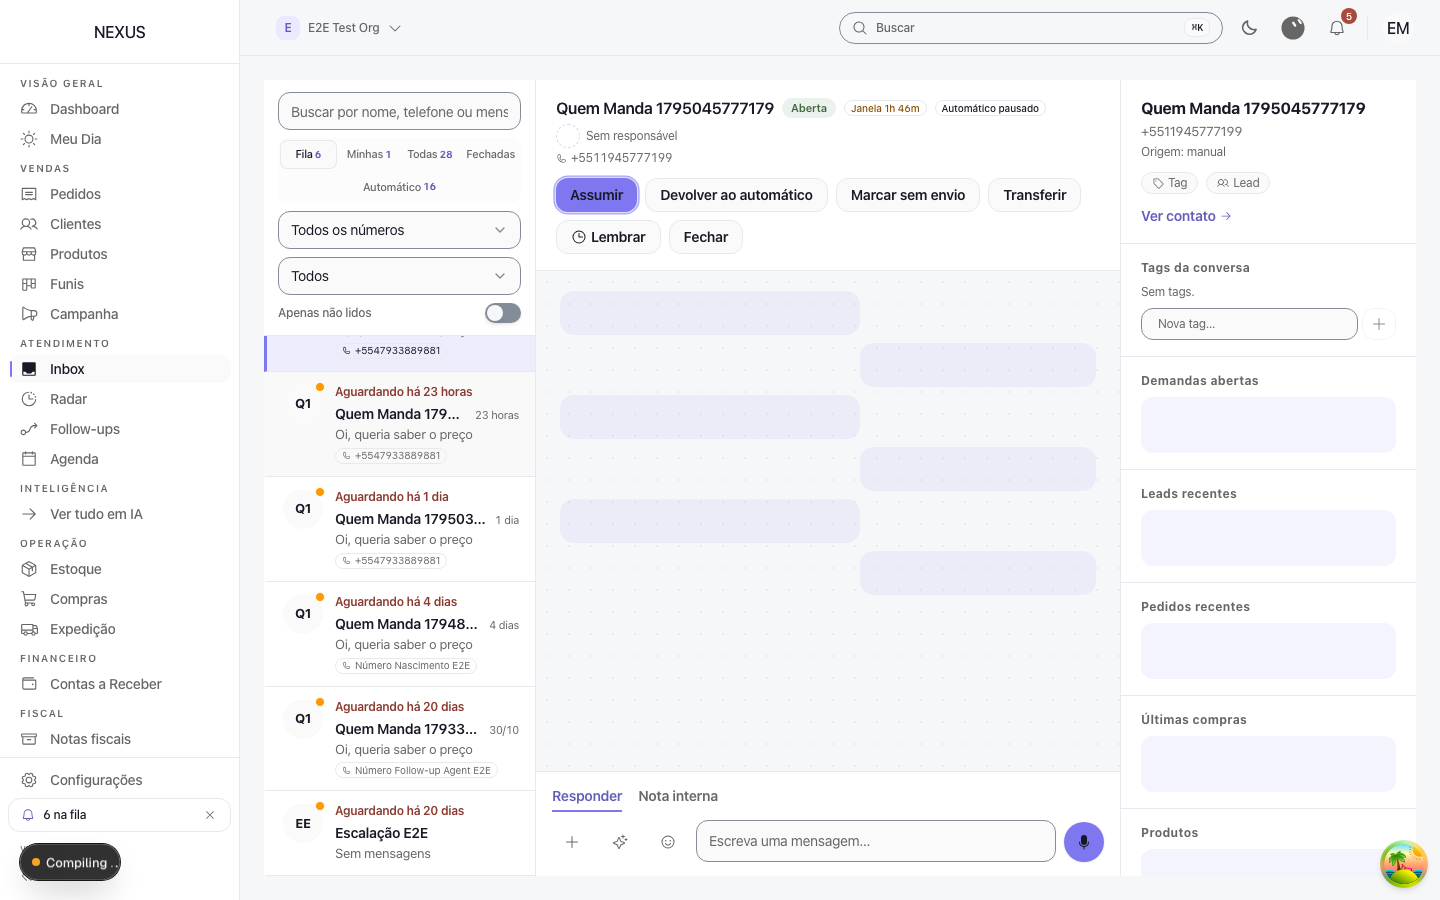 NEXUS
E
E2E Test Org
Buscar
⌘K
5
EM
VISÃO GERAL
Dashboard
Meu Dia
VENDAS
Pedidos
Clientes
Produtos
Funis
Campanha
ATENDIMENTO
Inbox
Radar
Follow-ups
Agenda
INTELIGÊNCIA
Ver tudo em IA
OPERAÇÃO
Estoque
Compras
Expedição
FINANCEIRO
Contas a Receber
FISCAL
Notas fiscais
Configurações
6 na fila
Compiling ...
Buscar por nome, telefone ou mens
Fila 6
Minhas 1
Todas 28
Fechadas
Automático 16
Todos os números
Todos
Apenas não lidos
+5547933889881
Q1
Aguardando há 23 horas
Quem Manda 179... 23 horas
Oi, queria saber o preço
+5547933889881
Q1
Aguardando há 1 dia
Quem Manda 179503... 1 dia
Oi, queria saber o preço
+5547933889881
Q1
Aguardando há 4 dias
Quem Manda 17948... 4 dias
Oi, queria saber o preço
Número Nascimento E2E
Q1
Aguardando há 20 dias
Quem Manda 17933... 30/10
Oi, queria saber o preço
Número Follow-up Agent E2E
EE
Aguardando há 20 dias
Escalação E2E
Sem mensagens
Quem Manda 1795045777179 Aberta Janela 1h 46m Automático pausado
Sem responsável
+5511945777199
Assumir
Devolver ao automático
Marcar sem envio
Transferir
Lembrar
Fechar
Responder
Nota interna
Escreva uma mensagem...
Quem Manda 1795045777179
+5511945777199
Origem: manual
Tag
Lead
Ver contato →
Tags da conversa
Sem tags.
Nova tag...
Demandas abertas
Leads recentes
Pedidos recentes
Últimas compras
Produtos